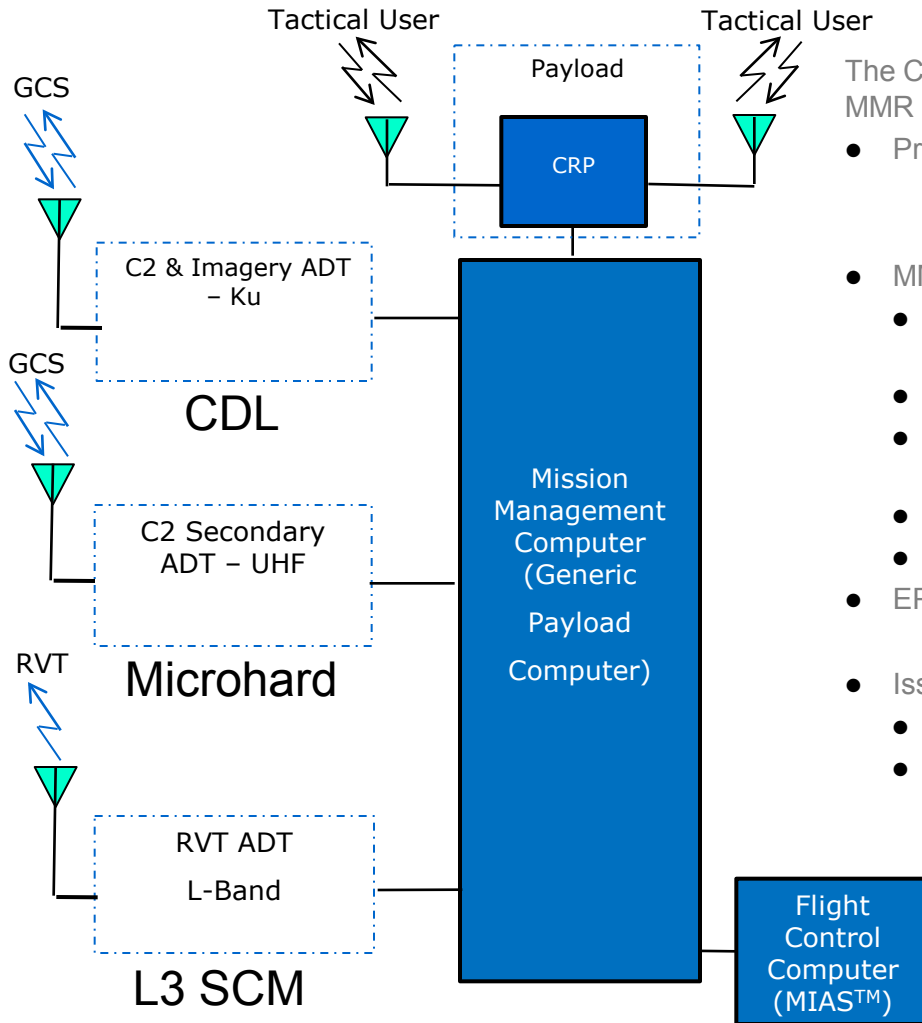 Tactical User
Tactical User
Payload
CRP
GCS
C2 & Imagery ADT
– Ku
CDL
GCS
C2 Secondary
ADT – UHF
Microhard
RVT
RVT ADT
L-Band
L3 SCM
Mission
Management
Computer
(Generic
Payload
Computer)
Flight
Control
Computer
(MIAS™)
The C
MMR
● Pr
●
●
●
●
●
●
●
●